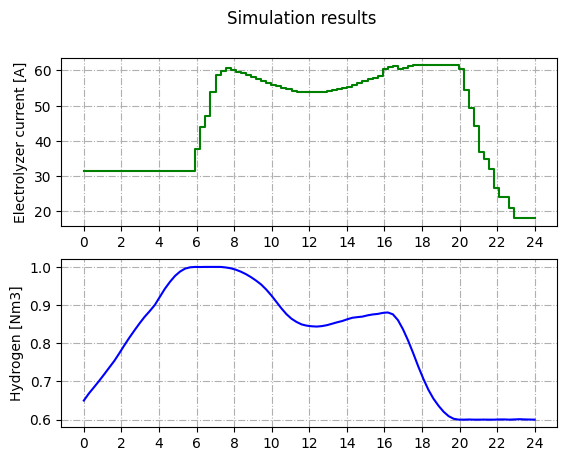 Simulation results
Electrolyzer current [A]
60
50
40
30
20
0 2 4 6 8 10 12 14 16 18 20 22 24
Hydrogen [Nm3]
1.0
0.9
0.8
0.7
0.6
0 2 4 6 8 10 12 14 16 18 20 22 24